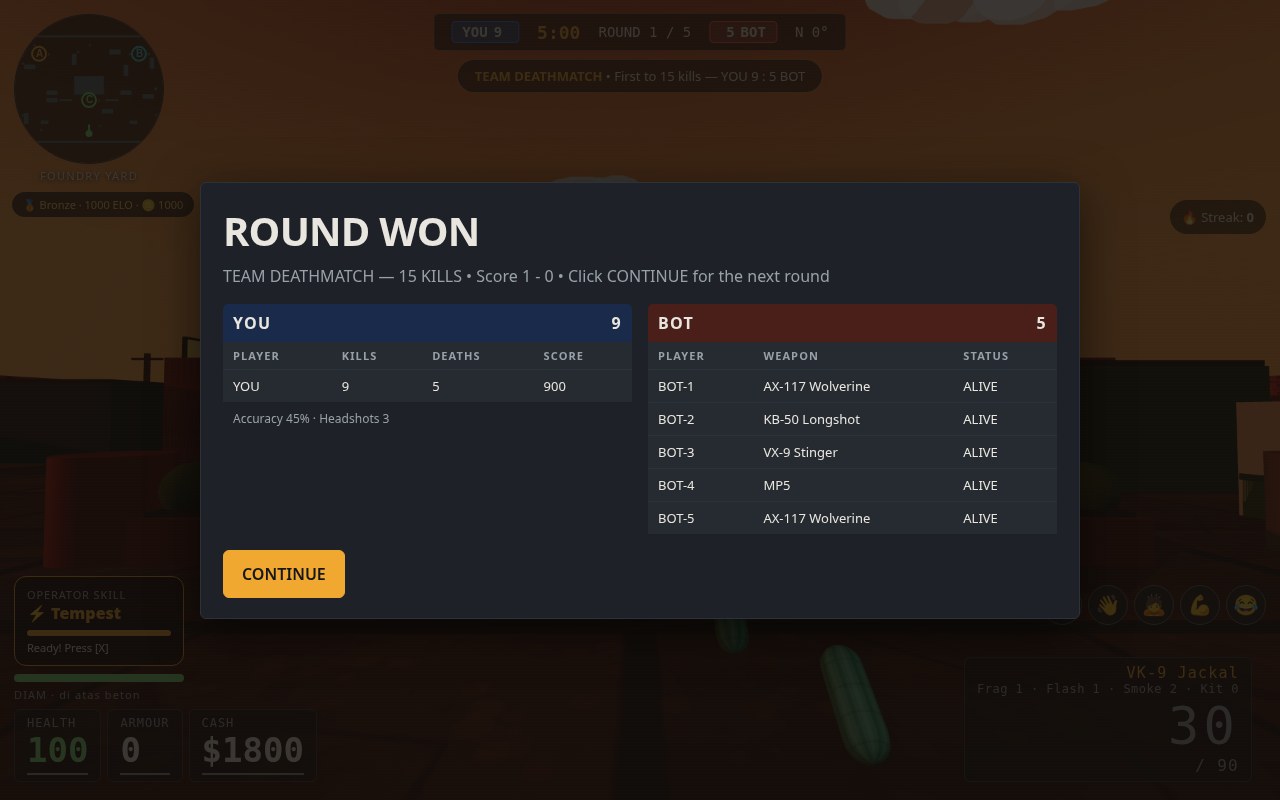 YOU 9 5:00 ROUND 1 / 5 5 BOT N 0°
TEAM DEATHMATCH • First to 15 kills — YOU 9 : 5 BOT
A B
C
FOUNDRY YARD
Bronze · 1000 ELO · 1000
Streak: 0
ROUND WON
TEAM DEATHMATCH — 15 KILLS • Score 1 - 0 • Click CONTINUE for the next round
YOU 9
PLAYER KILLS DEATHS SCORE
YOU 9 5 900
Accuracy 45% · Headshots 3
BOT 5
PLAYER WEAPON STATUS
BOT-1 AX-117 Wolverine ALIVE
BOT-2 KB-50 Longshot ALIVE
BOT-3 VX-9 Stinger ALIVE
BOT-4 MP5 ALIVE
BOT-5 AX-117 Wolverine ALIVE
CONTINUE
OPERATOR SKILL
⚡ Tempest
Ready! Press [X]
DIAM · di atas beton
HEALTH ARMOUR CASH
100 0 $1800
VK-9 Jackal
Frag 1 · Flash 1 · Smoke 2 · Kit 0
30
/ 90